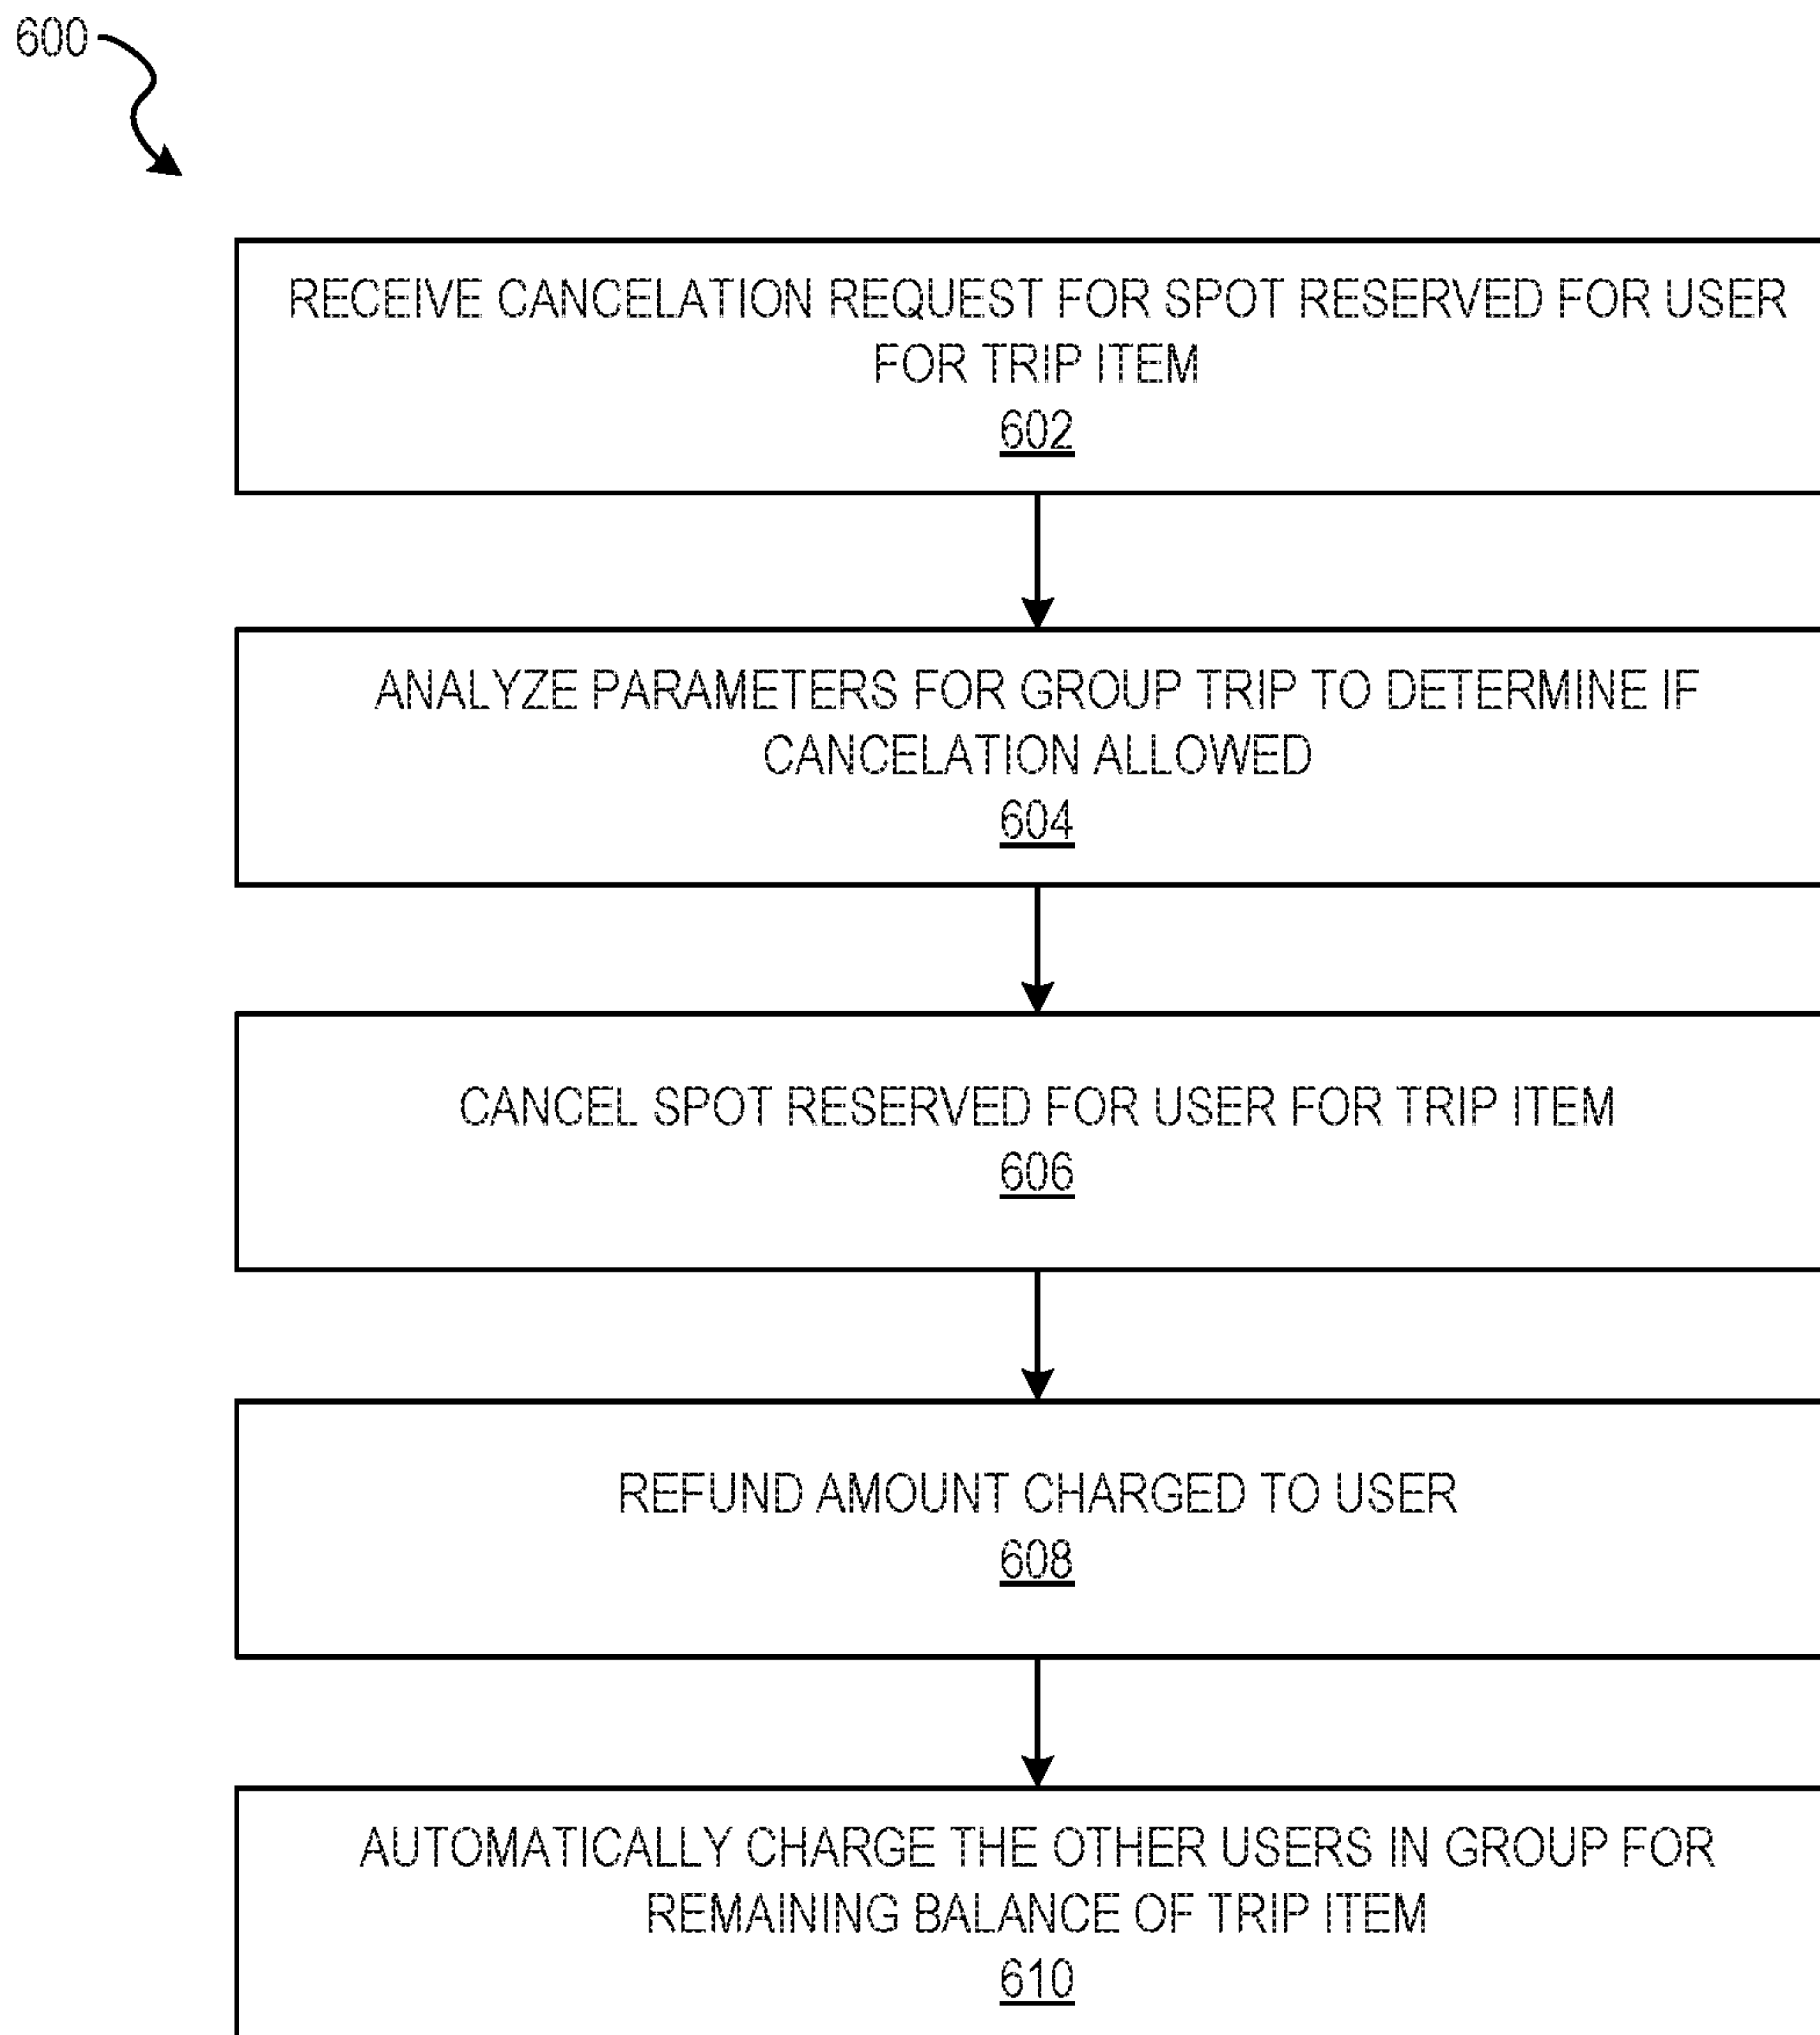 600
RECEIVE CANCELATION REQUEST FOR SPOT RESERVED FOR USER
FOR TRIP ITEM
602
ANALYZE PARAMETERS FOR GROUP TRIP TO DETERMINE IF
CANCELATION ALLOWED
604
CANCEL SPOT RESERVED FOR USER FOR TRIP ITEM
606
REFUND AMOUNT CHARGED TO USER
608
AUTOMATICALLY CHARGE THE OTHER USERS IN GROUP FOR
REMAINING BALANCE OF TRIP ITEM
610